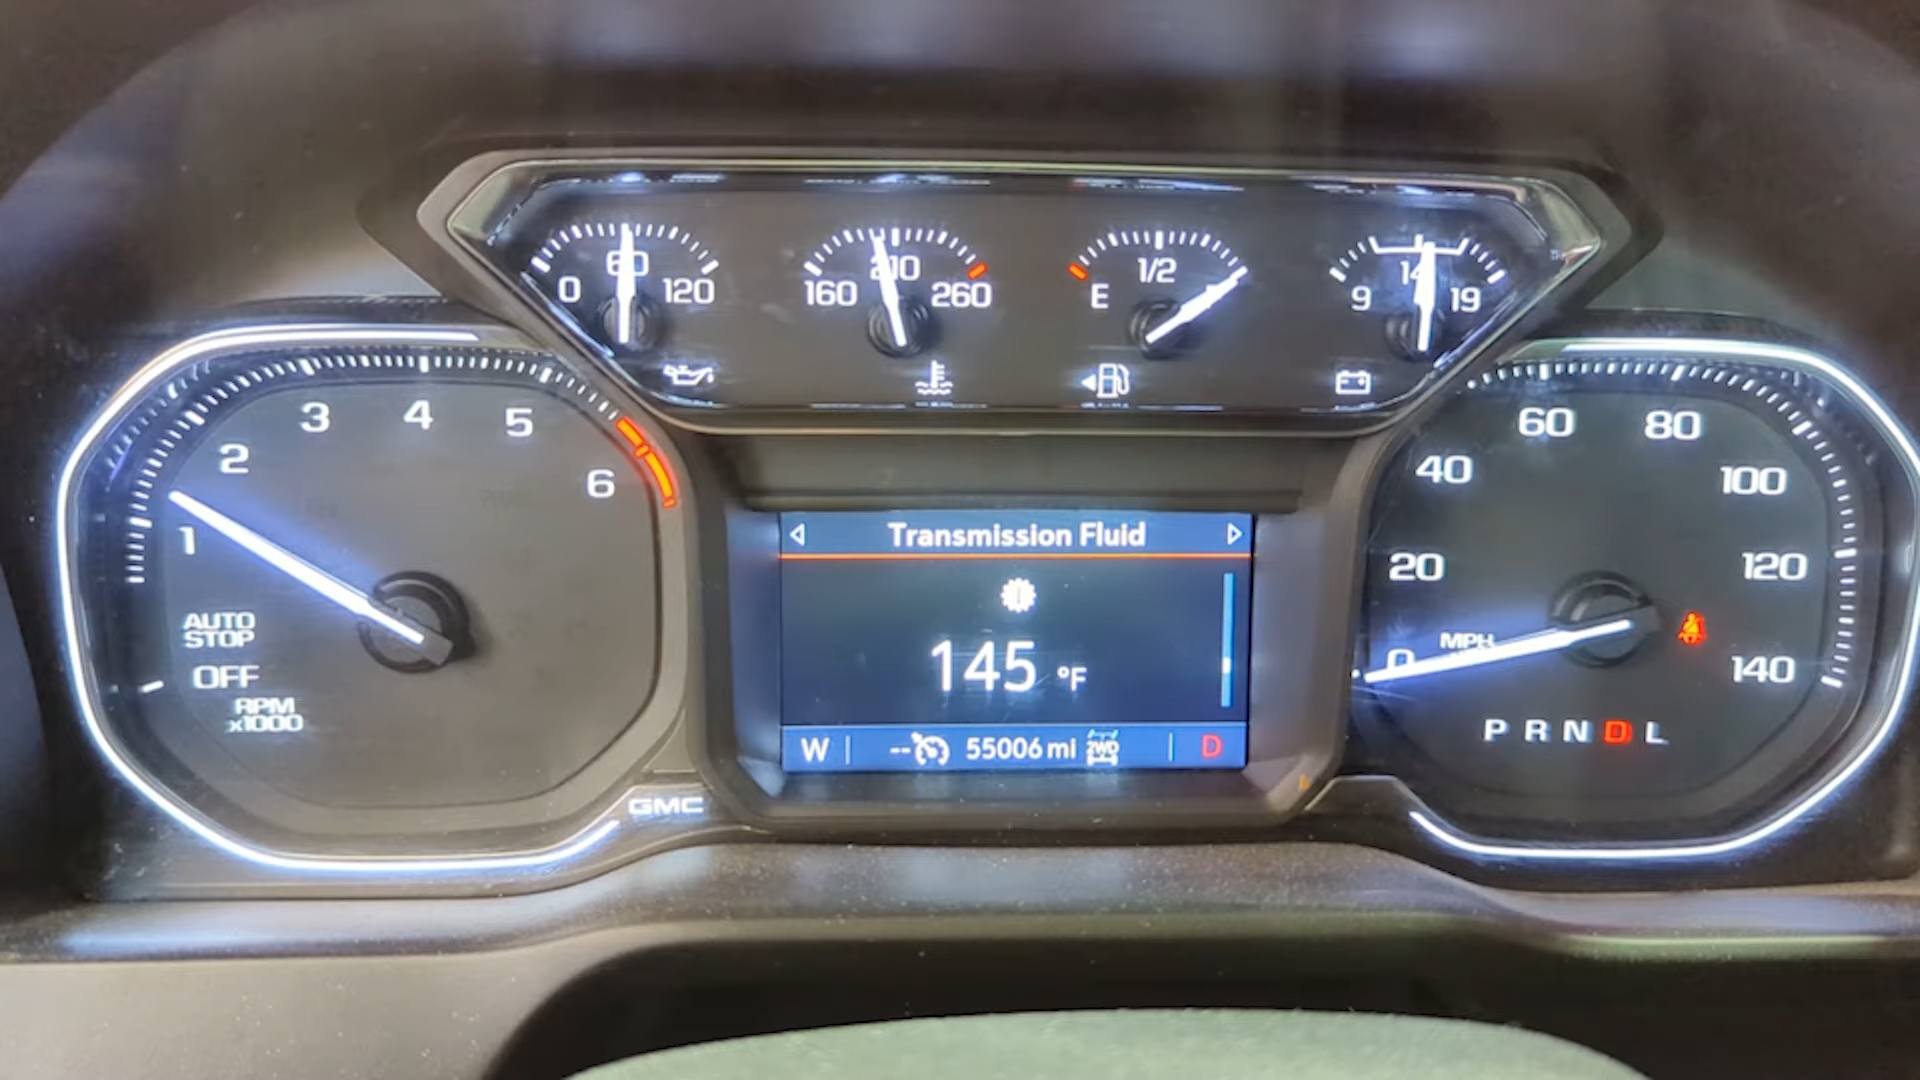 0 60 120
160 210 260
E 1/2
9 14 19
1 2 3 4 5 6
AUTO
STOP
OFF
RPM
x1000
GMC
Transmission Fluid
145 °F
W -- 55006 mi 2WD D
0 20 40 60 80 100 120 140
MPH
P R N D L